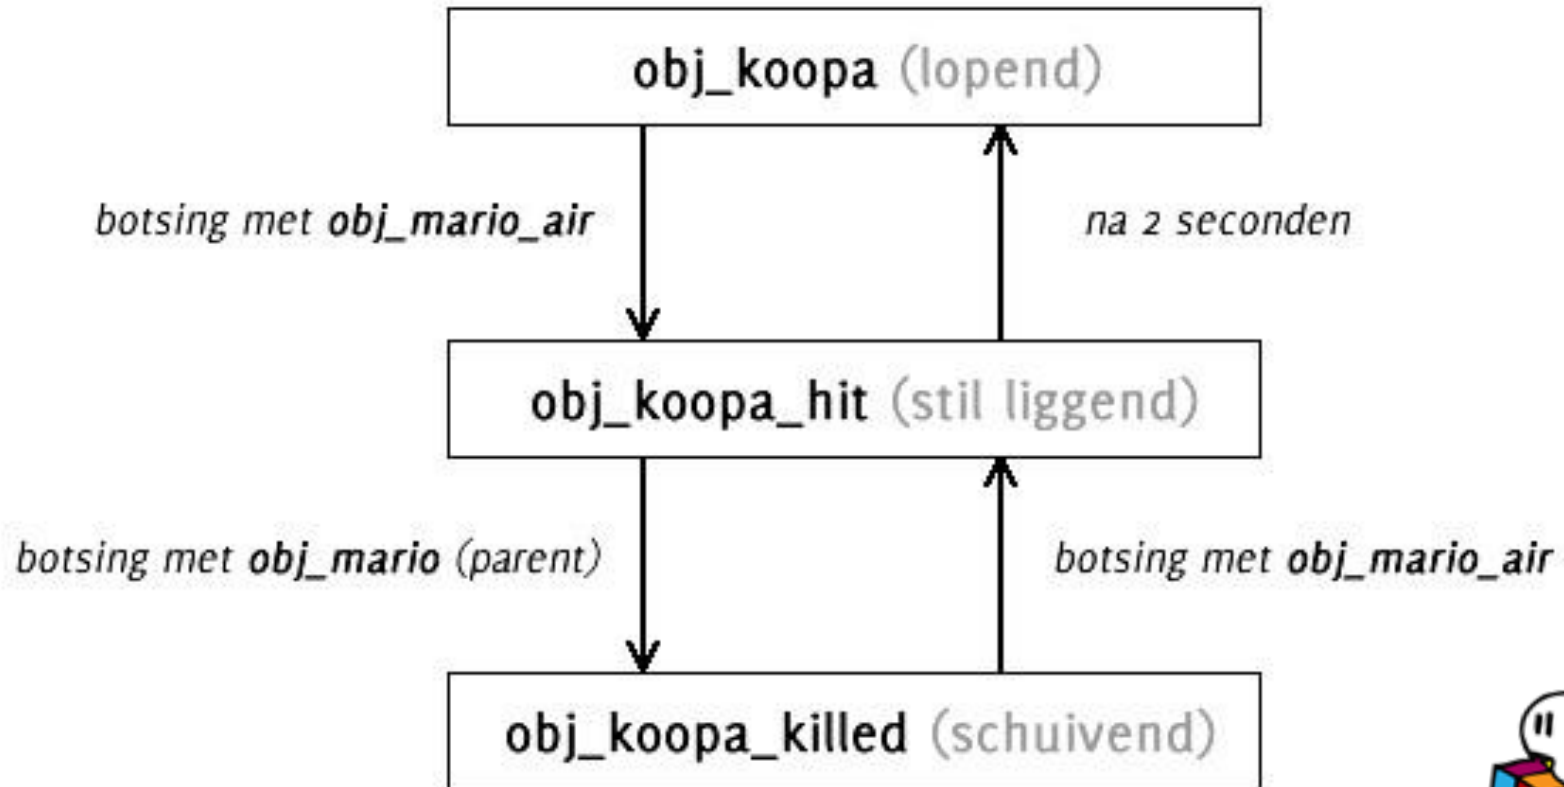 obj_koopa (lopend)
botsing met obj_mario_air
na 2 seconden
obj_koopa_hit (stil liggend)
botsing met obj_mario (parent)
botsing met obj_mario_air
obj_koopa_killed (schuivend)